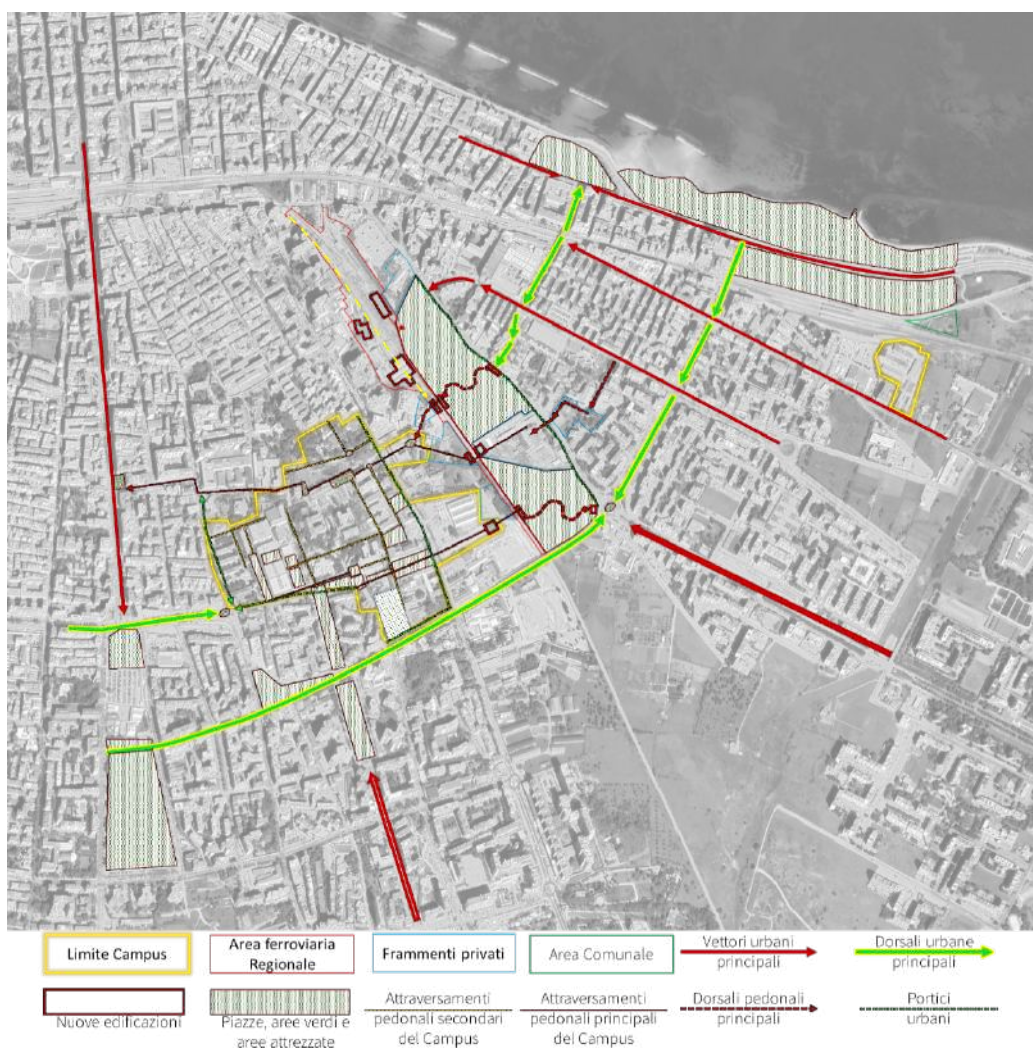 Limite Campus
Area ferroviaria
Regionale
Frammenti privati
Area Comunale
Vettori urbani
principali
Dorsali urbane
principali
Nuove edificazioni
Piazze, aree verdi e
aree attrezzate
Attraversamenti
pedonali secondari
del Campus
Attraversamenti
pedonali principali
del Campus
Dorsali pedonali
principali
Portici
urbani